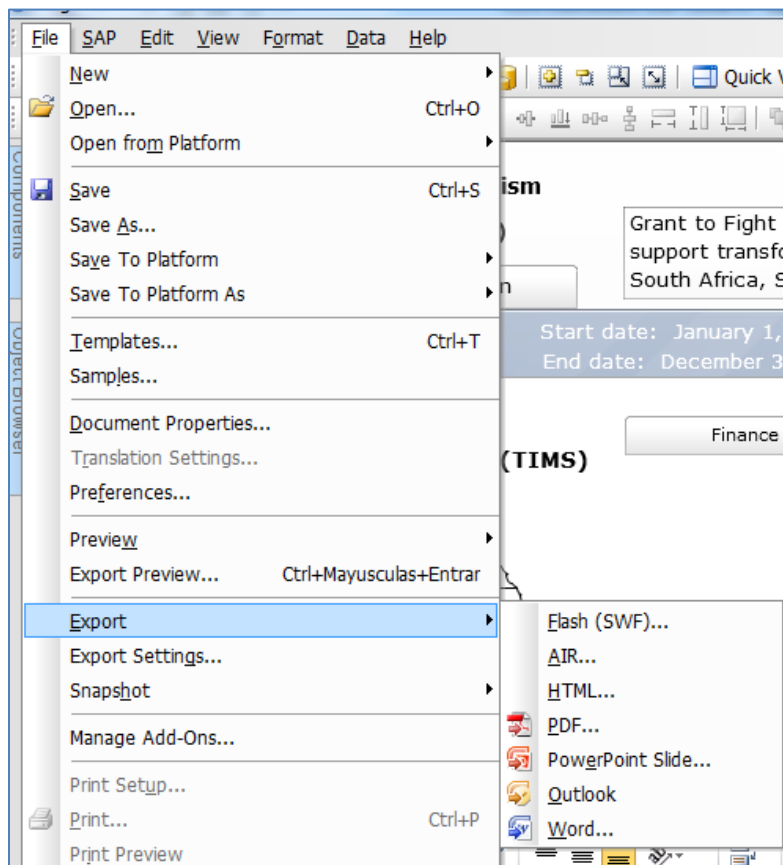 File SAP Edit View Format Data Help
New
Open... Ctrl+O
Open from Platform
Save Ctrl+S
Save As...
Save To Platform
Save To Platform As
Templates... Ctrl+T
Samples...
Document Properties...
Translation Settings...
Preferences...
Preview
Export Preview... Ctrl+Mayusculas+Entrar
Export
Export Settings...
Snapshot
Manage Add-Ons...
Print Setup...
Print... Ctrl+P
Print Preview
Flash (SWF)...
AIR...
HTML...
PDF...
PowerPoint Slide...
Outlook
Word...
Components
Object Browser
Quick V
ism
)
n
Grant to Fight
support transfo
South Africa, S
Start date: January 1,
End date: December 3
Finance
(TIMS)